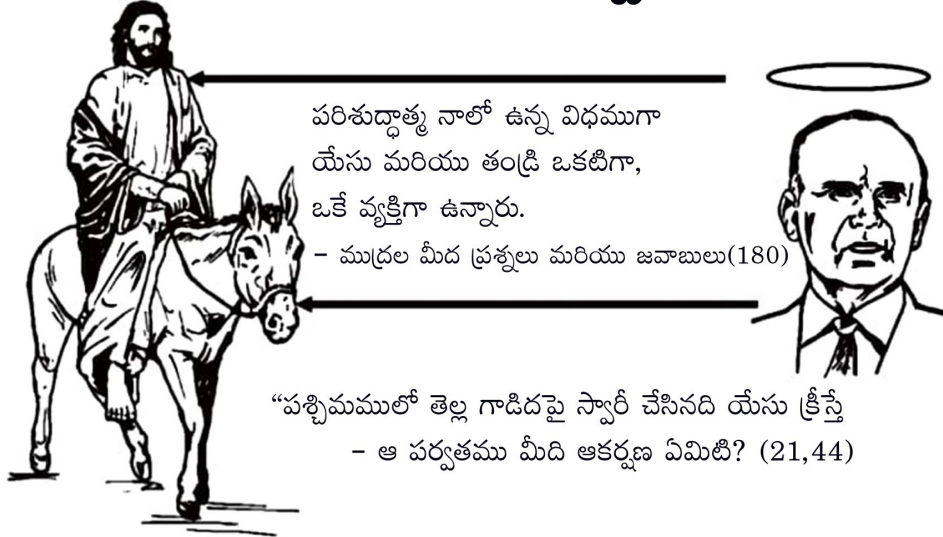 పరిశుద్ధాత్మ నాలో ఉన్న విధముగా
యేసు మరియు తండ్రి ఒకటిగా,
ఒకే వ్యక్తిగా ఉన్నారు.
– ముద్రల మీద ప్రశ్నలు మరియు జవాబులు(180)
“పశ్చిమములో తెల్ల గాడిదపై స్వారీ చేసినది యేసు క్రీస్తే
– ఆ పర్వతము మీది ఆకర్షణ ఏమిటి? (21,44)